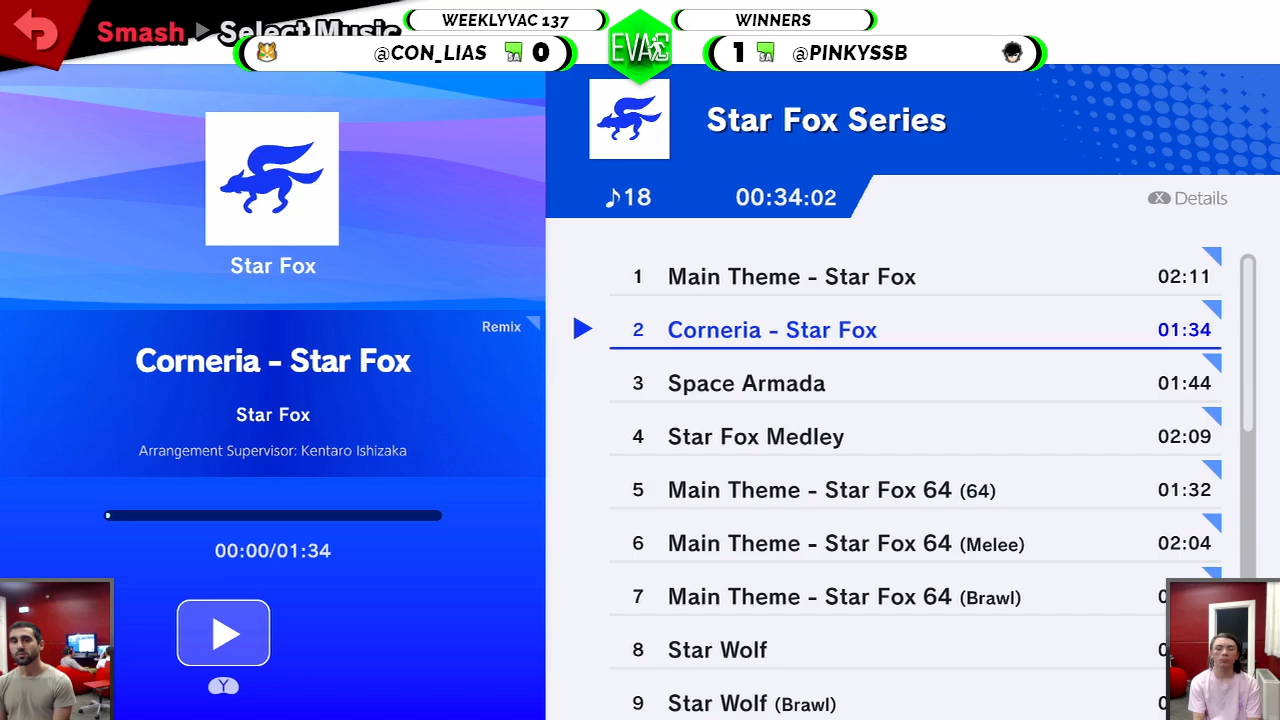 Smash ▶ Select Music
WEEKLYVAC 137
WINNERS
@CON_LIAS SA 0
EVAC
1 SA @PINKYSSB
Star Fox
Remix
Corneria - Star Fox
Star Fox
Arrangement Supervisor: Kentaro Ishizaka
00:00/01:34
Y
Star Fox Series
♪18 00:34:02
X Details
1 Main Theme - Star Fox 02:11
2 Corneria - Star Fox 01:34
3 Space Armada 01:44
4 Star Fox Medley 02:09
5 Main Theme - Star Fox 64 (64) 01:32
6 Main Theme - Star Fox 64 (Melee) 02:04
7 Main Theme - Star Fox 64 (Brawl)
8 Star Wolf
9 Star Wolf (Brawl)